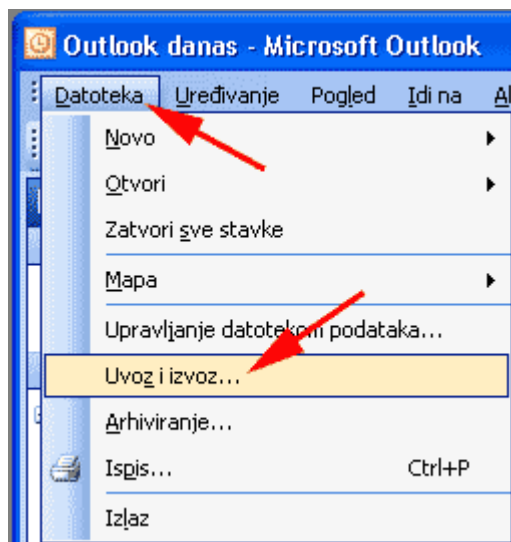 Outlook danas - Microsoft Outlook
Datoteka Uređivanje Pogled Idi na
Novo
Otvori
Zatvori sve stavke
Mapa
Upravljanje datotekom podataka...
Uvoz i izvoz...
Arhiviranje...
Ispis... Ctrl+P
Izlaz